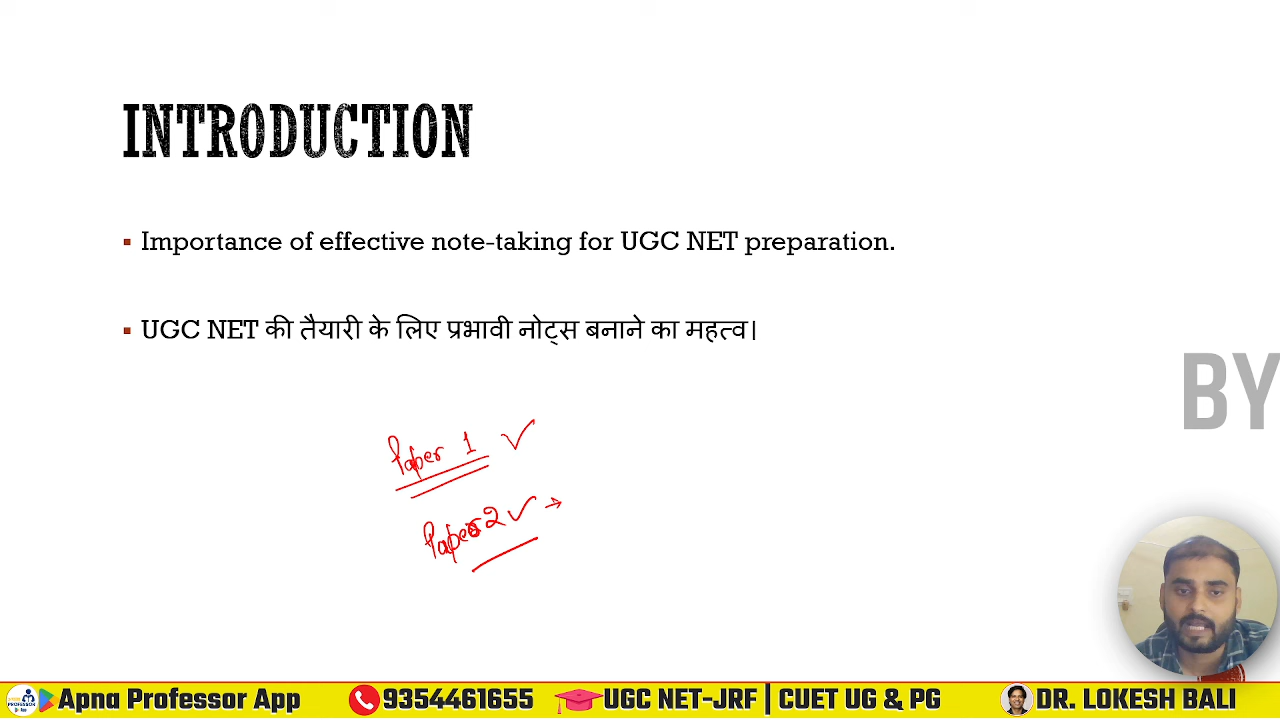 INTRODUCTION
Importance of effective note-taking for UGC NET preparation.
UGC NET की तैयारी के लिए प्रभावी नोट्स बनाने का महत्व।
BY
Paper 1
Paper 2
Apna Professor App 9354461655 UGC NET-JRF | CUET UG & PG DR. LOKESH BALI